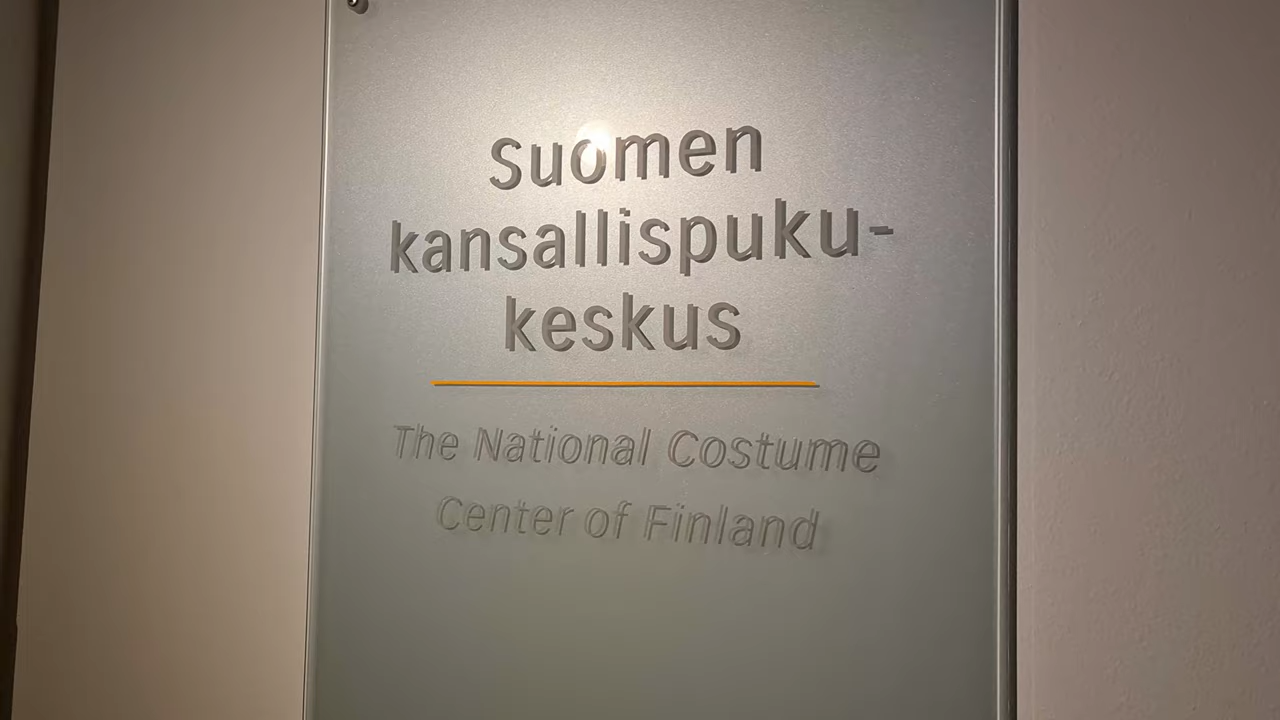 Suomen
kansallispuku-
keskus
The National Costume
Center of Finland